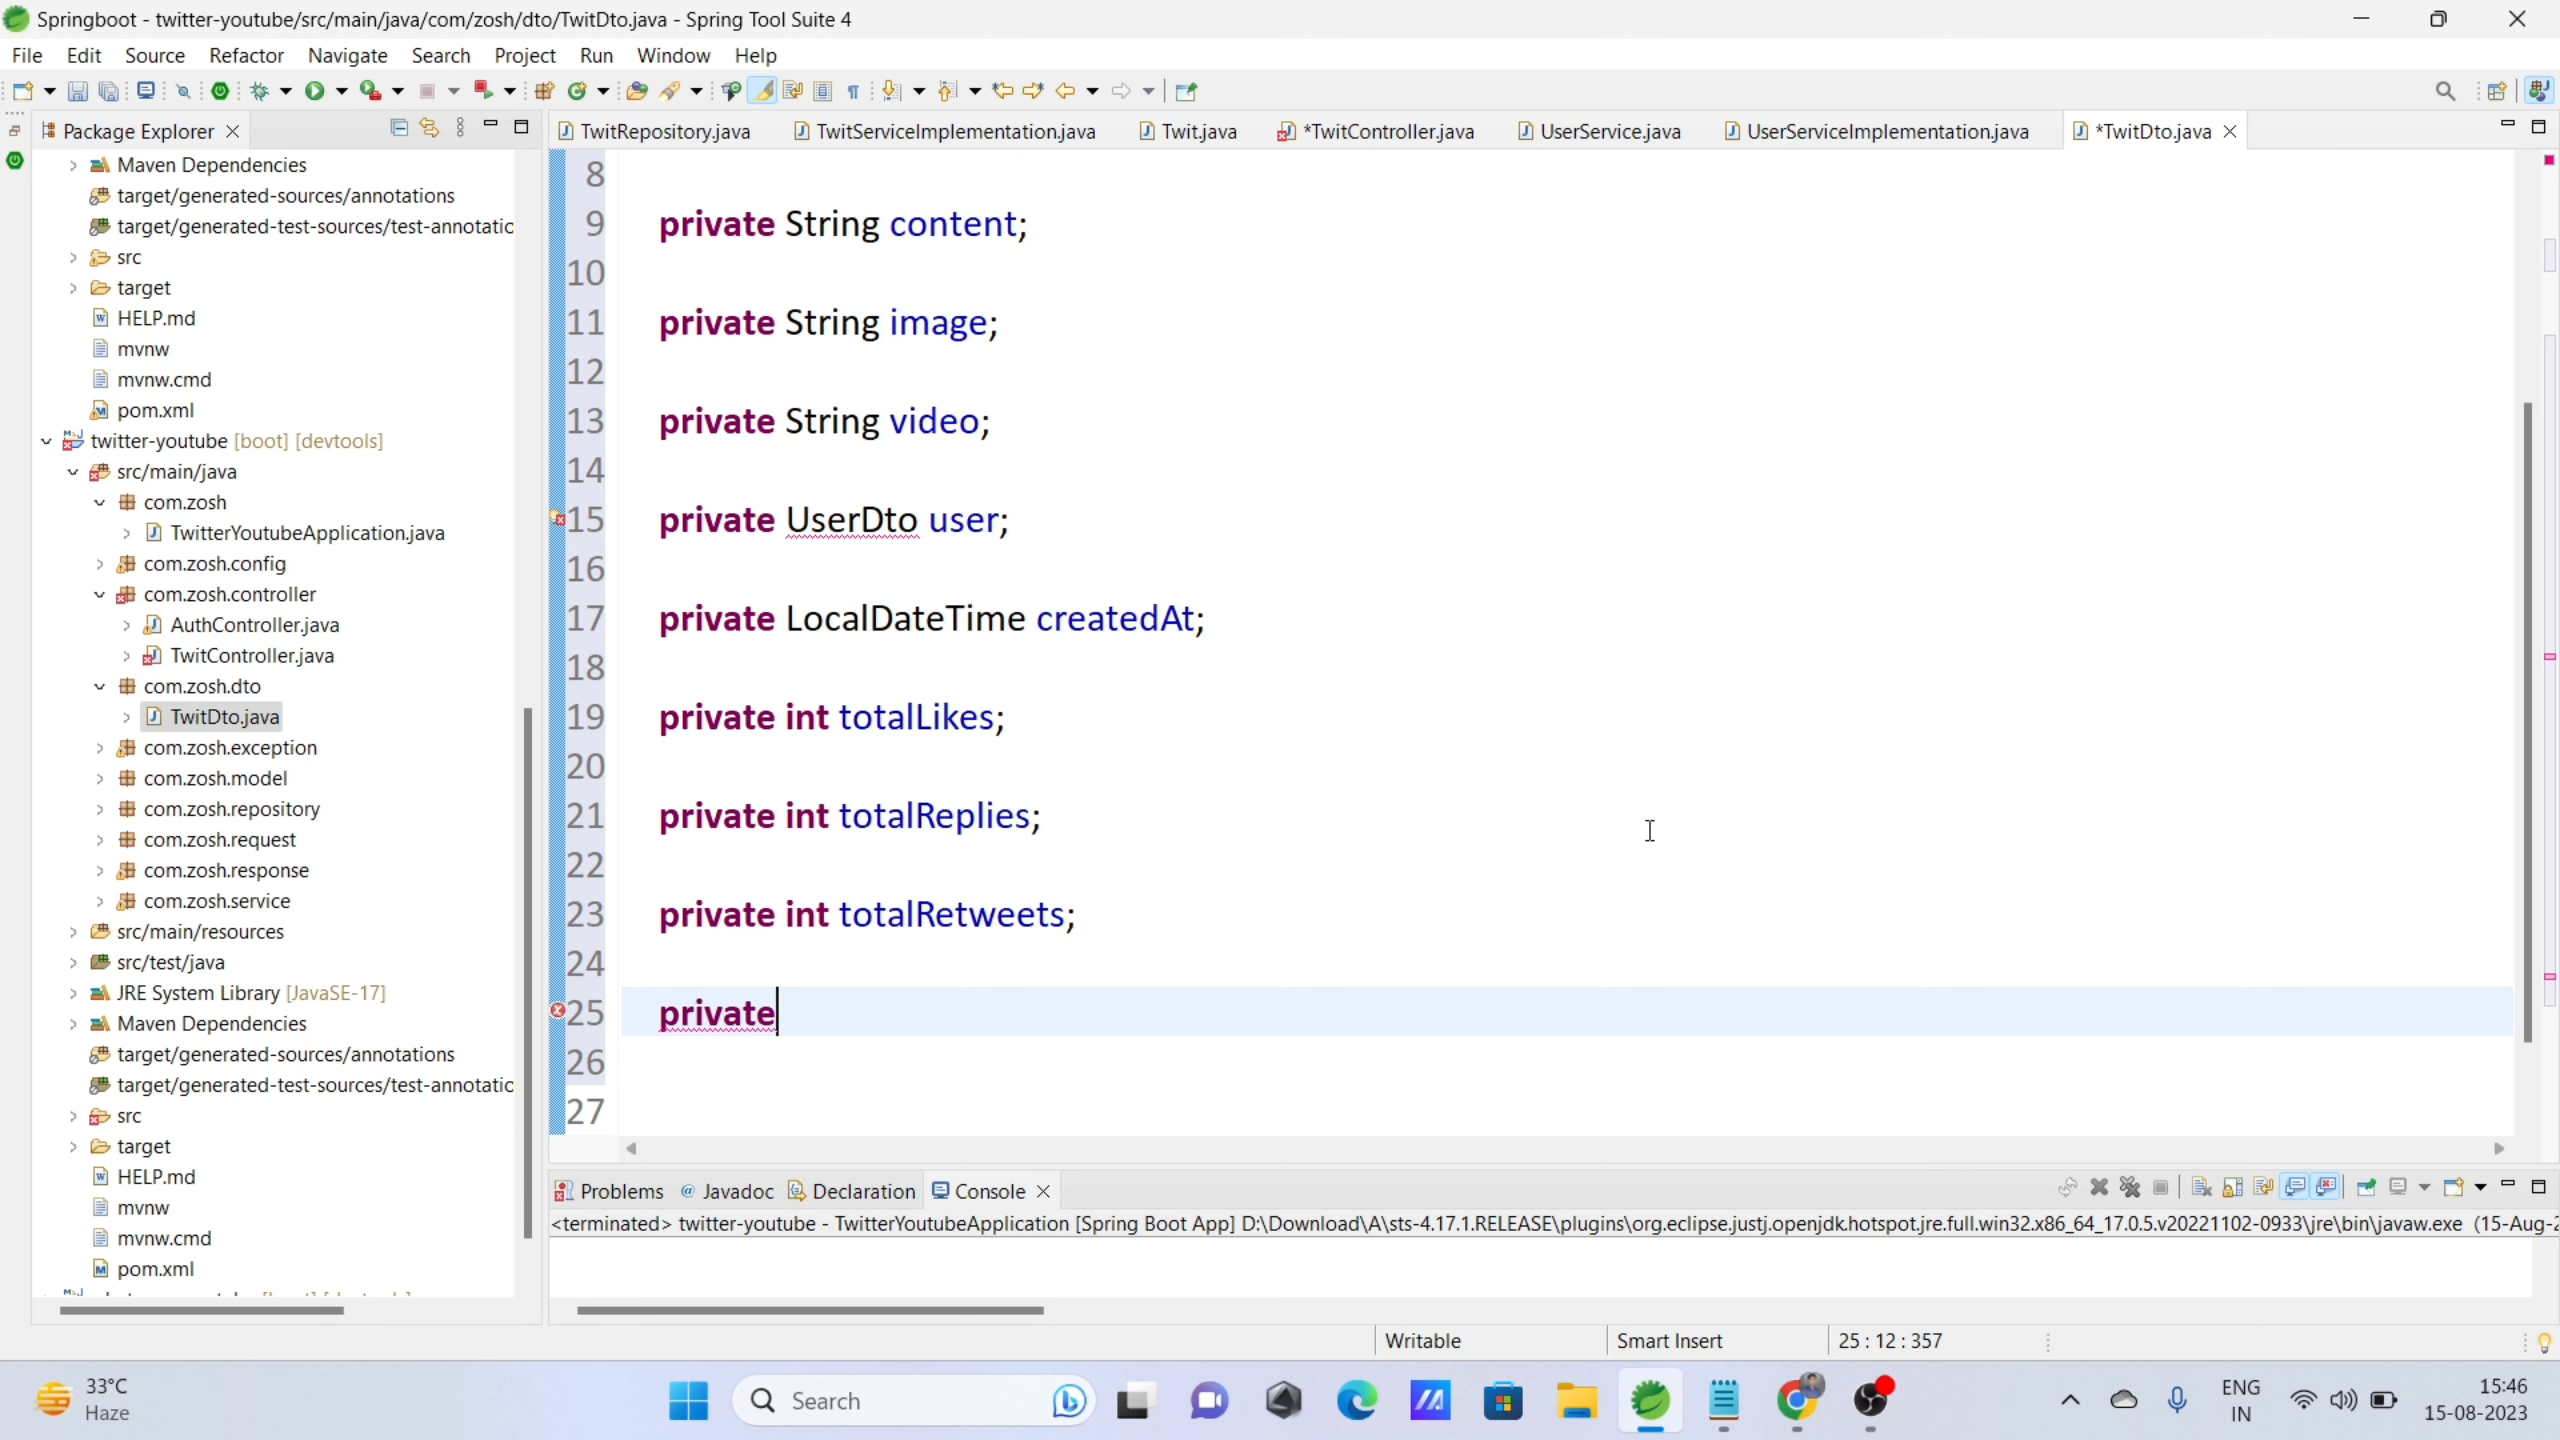 Springboot - twitter-youtube/src/main/java/com/zosh/dto/TwitDto.java - Spring Tool Suite 4
File Edit Source Refactor Navigate Search Project Run Window Help
Package Explorer
Maven Dependencies
target/generated-sources/annotations
target/generated-test-sources/test-annotatio
src
target
HELP.md
mvnw
mvnw.cmd
pom.xml
twitter-youtube [boot] [devtools]
src/main/java
com.zosh
TwitterYoutubeApplication.java
com.zosh.config
com.zosh.controller
AuthController.java
TwitController.java
com.zosh.dto
TwitDto.java
com.zosh.exception
com.zosh.model
com.zosh.repository
com.zosh.request
com.zosh.response
com.zosh.service
src/main/resources
src/test/java
JRE System Library [JavaSE-17]
Maven Dependencies
target/generated-sources/annotations
target/generated-test-sources/test-annotatio
src
target
HELP.md
mvnw
mvnw.cmd
pom.xml
TwitRepository.java TwitServiceImplementation.java Twit.java *TwitController.java UserService.java UserServiceImplementation.java *TwitDto.java
8
9 private String content;
10
11 private String image;
12
13 private String video;
14
15 private UserDto user;
16
17 private LocalDateTime createdAt;
18
19 private int totalLikes;
20
21 private int totalReplies;
22
23 private int totalRetweets;
24
25 private
26
27
Problems @ Javadoc Declaration Console
<terminated> twitter-youtube - TwitterYoutubeApplication [Spring Boot App] D:\Download\A\sts-4.17.1.RELEASE\plugins\org.eclipse.justj.openjdk.hotspot.jre.full.win32.x86_64_17.0.5.v20221102-0933\jre\bin\javaw.exe (15-Aug-2
Writable Smart Insert 25 : 12 : 357
33°C
Haze
Search
ENG
IN
15:46
15-08-2023